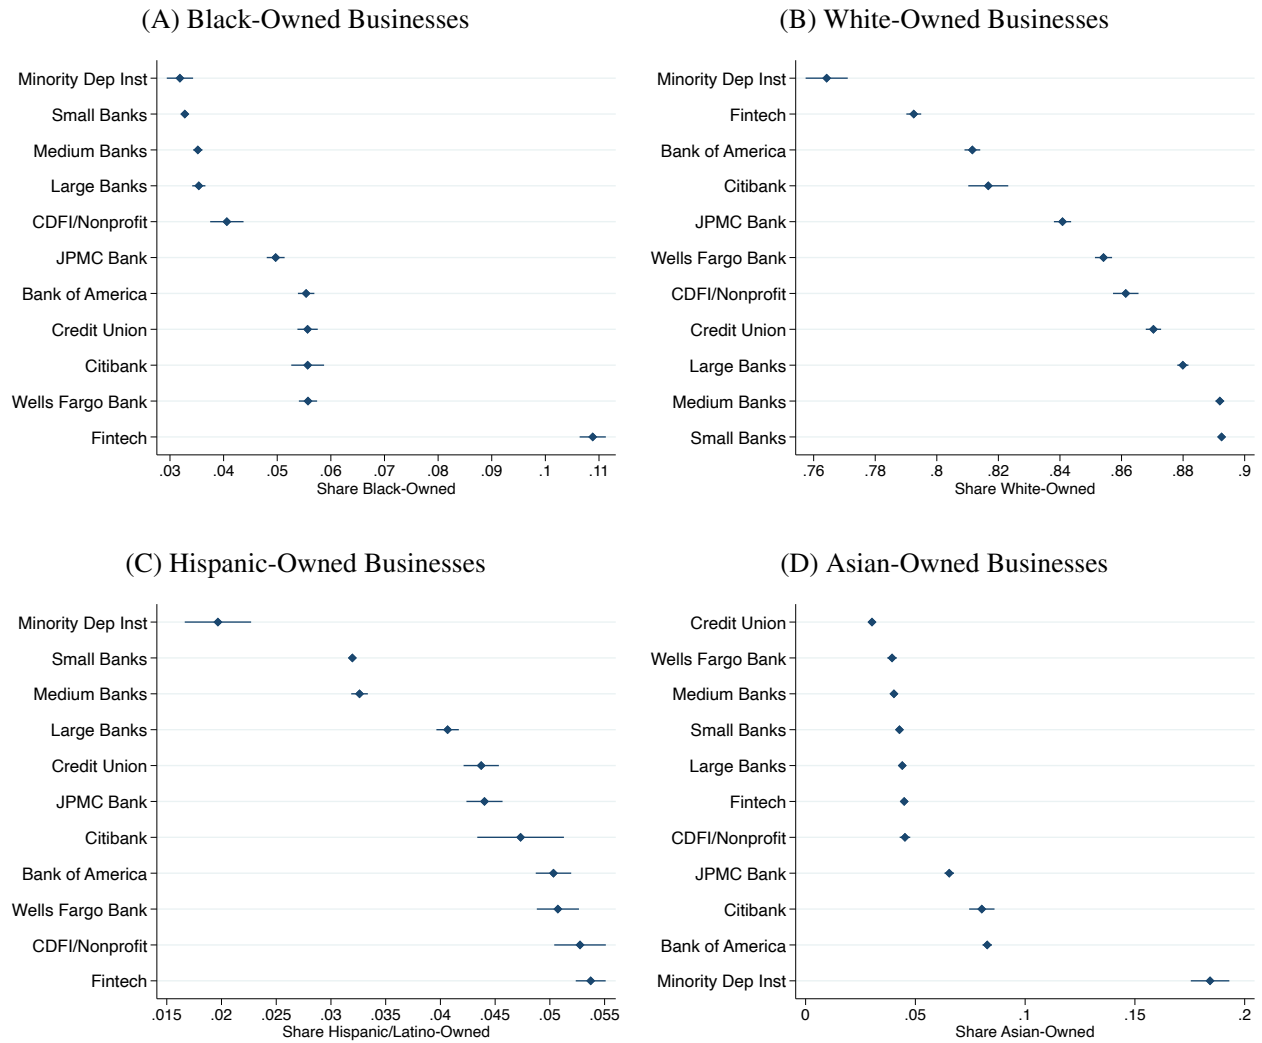 (A) Black-Owned Businesses
Minority Dep Inst
Small Banks
Medium Banks
Large Banks
CDFI/Nonprofit
JPMC Bank
Bank of America
Credit Union
Citibank
Wells Fargo Bank
Fintech
.03 .04 .05 .06 .07 .08 .09 .1 .11
Share Black-Owned
(B) White-Owned Businesses
Minority Dep Inst
Fintech
Bank of America
Citibank
JPMC Bank
Wells Fargo Bank
CDFI/Nonprofit
Credit Union
Large Banks
Medium Banks
Small Banks
.76 .78 .8 .82 .84 .86 .88 .9
Share White-Owned
(C) Hispanic-Owned Businesses
Minority Dep Inst
Small Banks
Medium Banks
Large Banks
Credit Union
JPMC Bank
Citibank
Bank of America
Wells Fargo Bank
CDFI/Nonprofit
Fintech
.015 .02 .025 .03 .035 .04 .045 .05 .055
Share Hispanic/Latino-Owned
(D) Asian-Owned Businesses
Credit Union
Wells Fargo Bank
Medium Banks
Small Banks
Large Banks
Fintech
CDFI/Nonprofit
JPMC Bank
Citibank
Bank of America
Minority Dep Inst
0 .05 .1 .15 .2
Share Asian-Owned